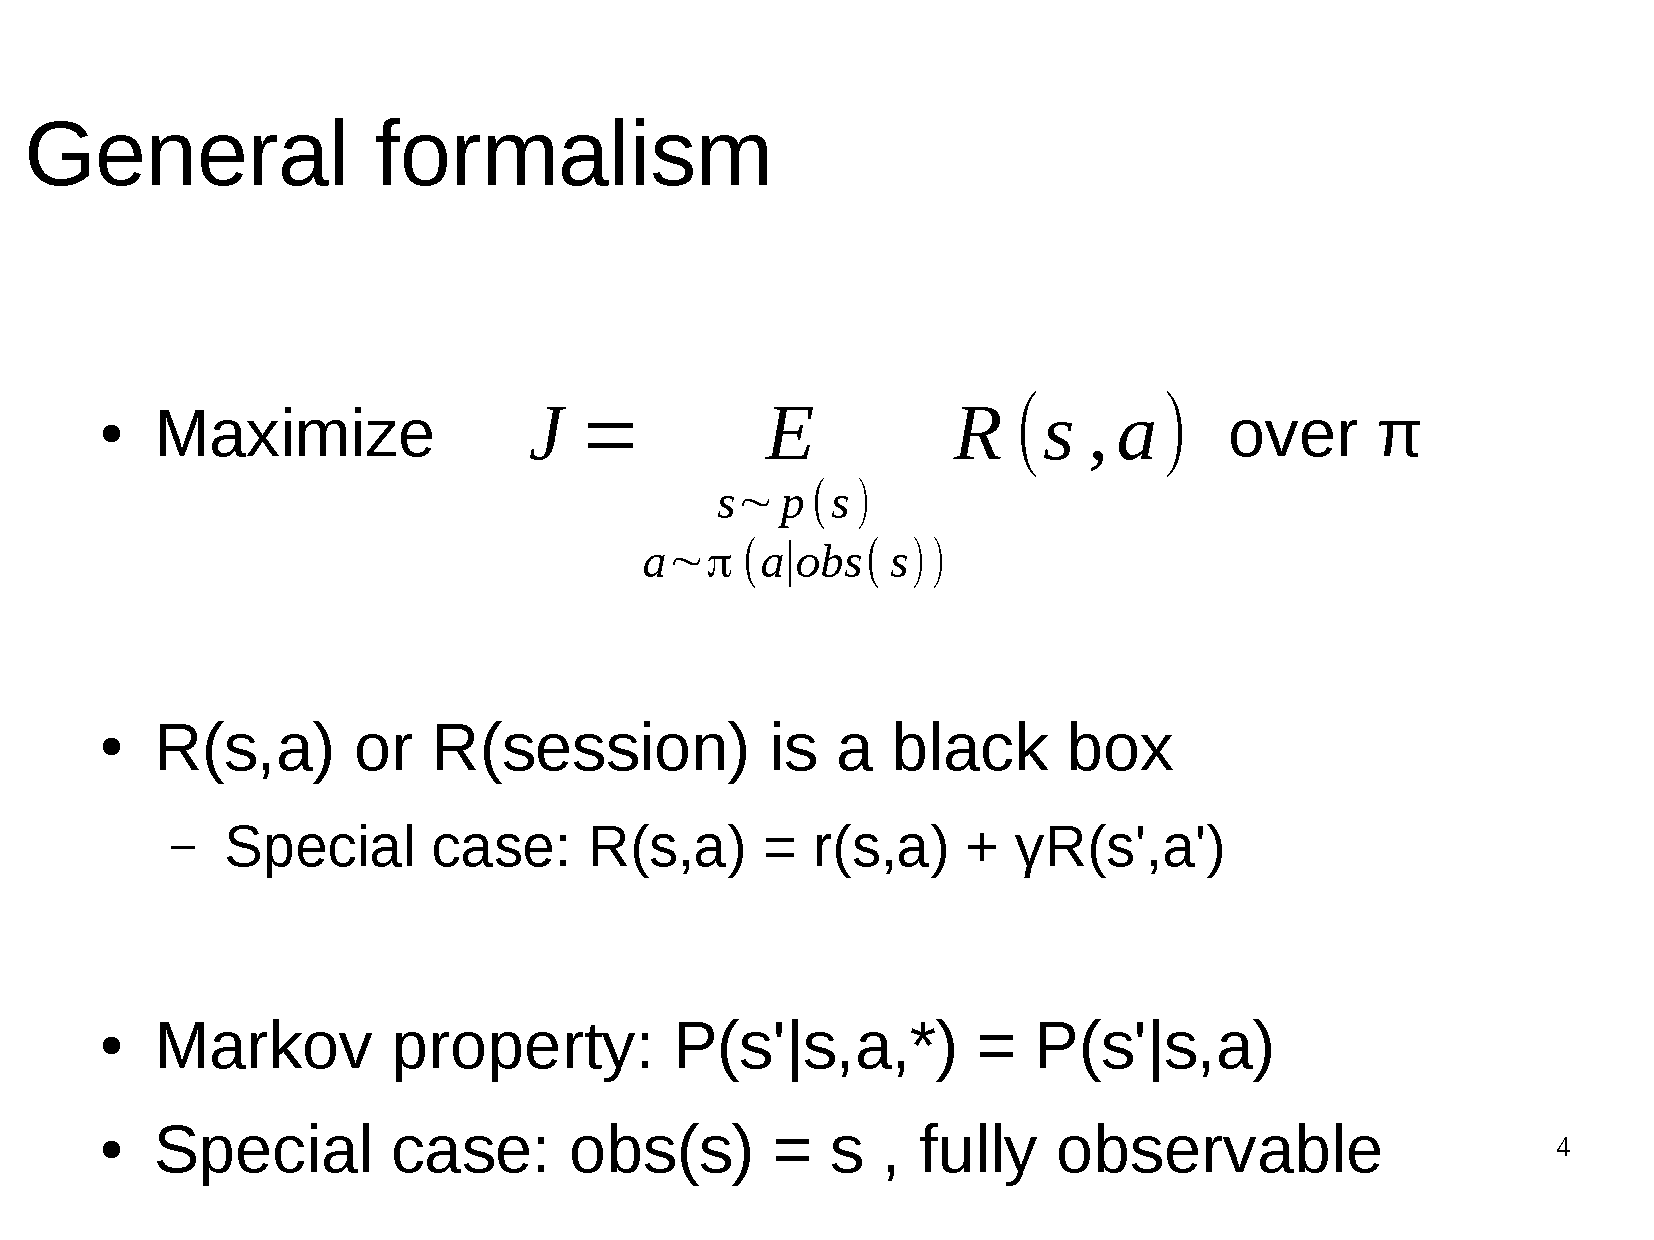 General formalism
• Maximize J = E R(s,a) over π
s~p(s)
a~π(a|obs(s))
• R(s,a) or R(session) is a black box
– Special case: R(s,a) = r(s,a) + γR(s',a')
• Markov property: P(s'|s,a,*) = P(s'|s,a)
• Special case: obs(s) = s , fully observable
4